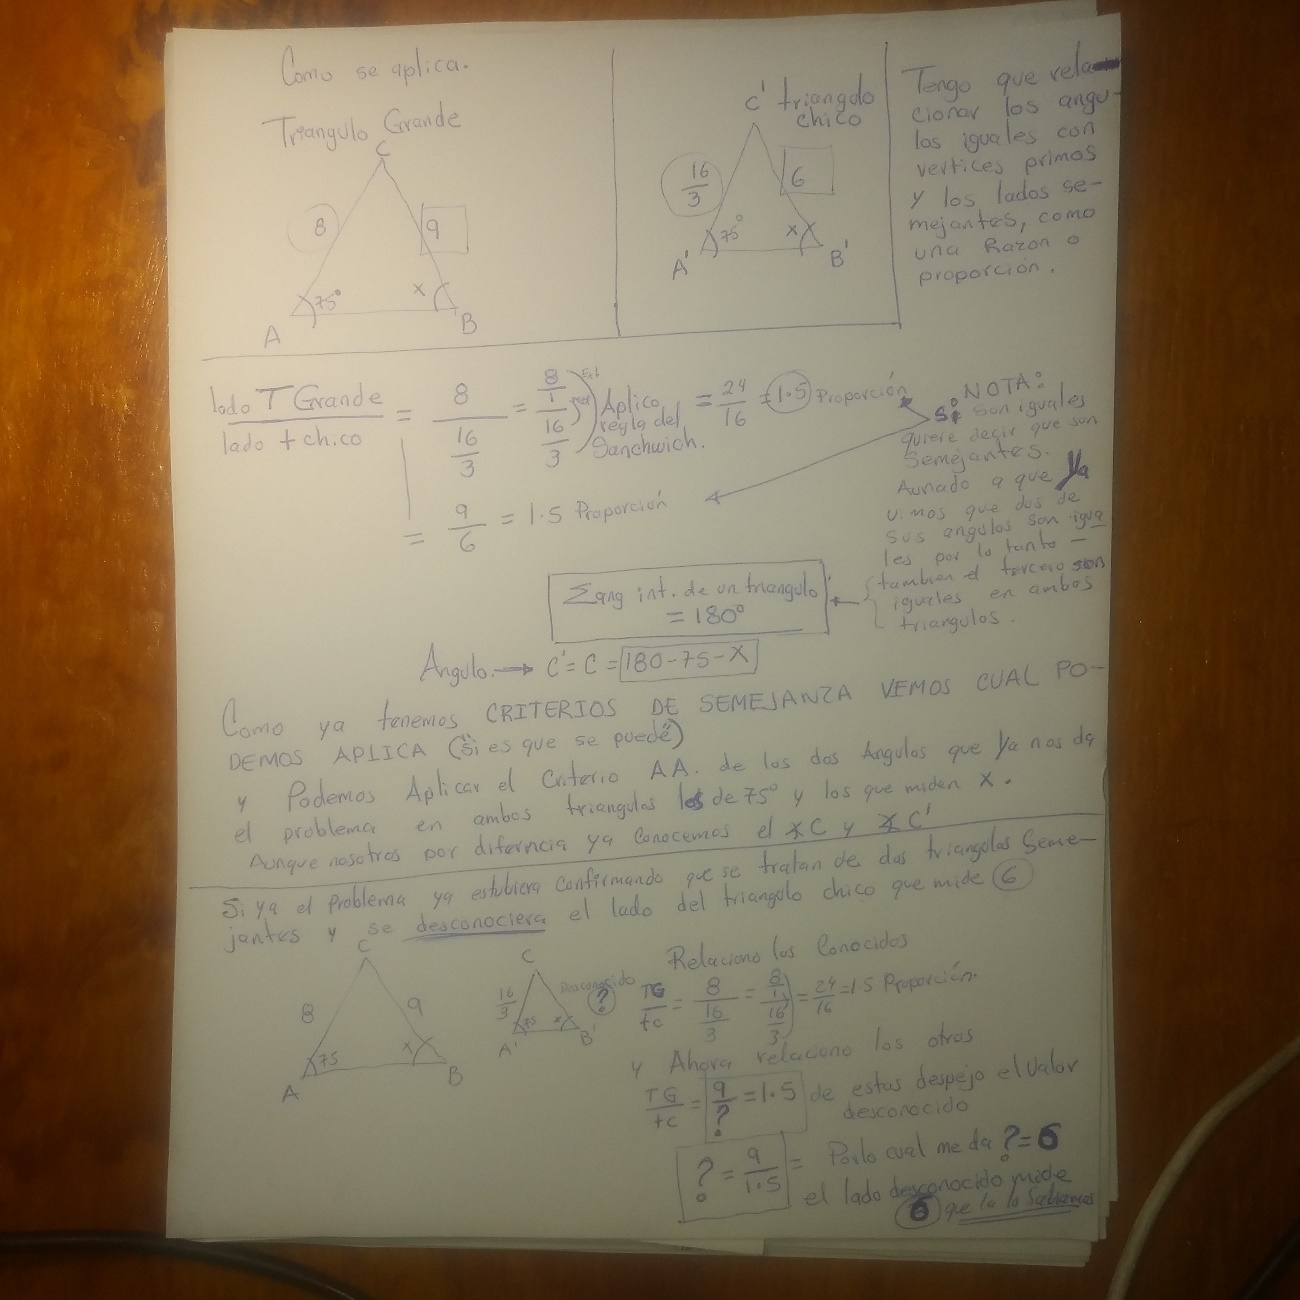 Como se aplica.
Triangulo Grande
C
8
9
75°
x
A
B
C' triangolo
chico
16
3
6
75°
x
A'
B'
Tengo que rela
cionar los angu-
los iguales con
vertices primos
y los lados se-
mejantes, como
una Razon o
proporción.
lado T Grande
lado t chico
= 8 / 16/3 = 8/1 / 16/3
Aplico
regla del
Sanchwich.
= 24/16 = 1.5 Proporción
= 9/6 = 1.5 Proporción
NOTA:
Si son iguales
quiere decir que son
Semejantes.
Aunado a que Ya
vimos que dos de
sus angulos son igua
les por lo tanto -
tambien el tercero son
iguales en ambos
triangulos.
Σang int. de un triangulo
= 180°
Angulo. → C' = C = 180-75-X
Como ya tenemos CRITERIOS DE SEMEJANZA VEMOS CUAL PO-
DEMOS APLICA (Si es que se puede)
y Podemos Aplicar el Criterio AA. de los dos Angulos que Ya nos da
el problema en ambos triangulos los de 75° y los que miden X.
Aunque nosotros por diferncia ya conocemos el ∡C y ∡C'
Si ya el Problema ya estubiera confirmando que se tratan de dos triangolos Seme-
jantes y se desconociera el lado del triangulo chico que mide 6
C
8
9
75
x
A
B
C
16
3
Desconocido
?
75
x
A'
B'
Relaciono los Conocidos
TG/tc = 8 / 16/3 = 8/1 / 16/3 = 24/16 = 1.5 Proporción.
y Ahora relaciono los otros
TG/tc = 9/? = 1.5 de estas despejo el valor
desconocido
? = 9/1.5 = Porlo cual me da ? = 6
el lado desconocido mide
6 que ya lo Sabiamos